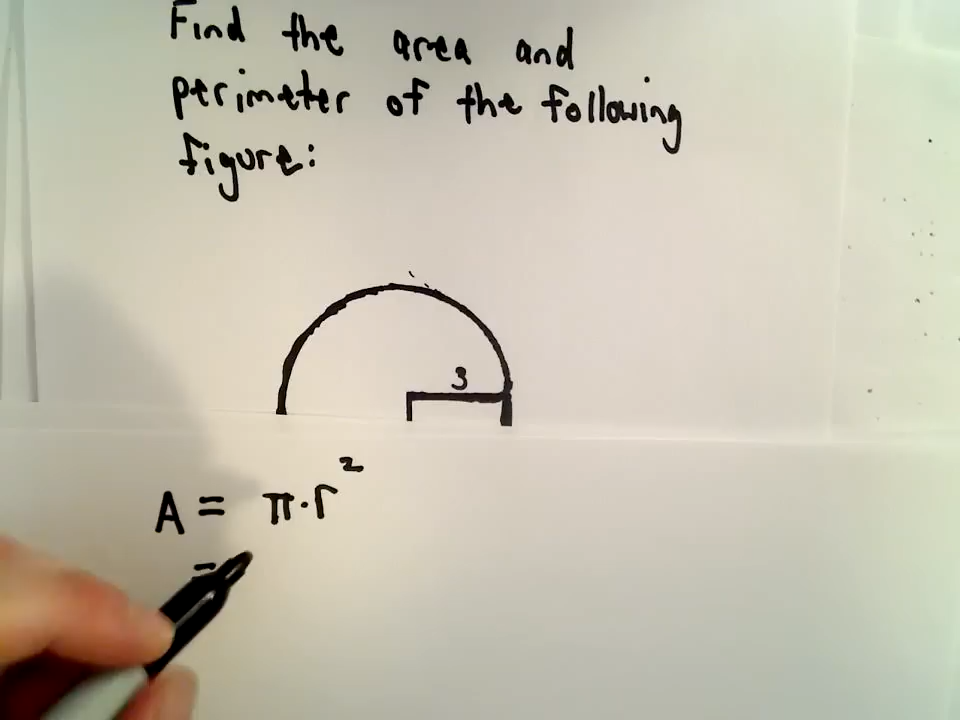 Find the area and
perimeter of the following
figure:
3
A = π·r²
=